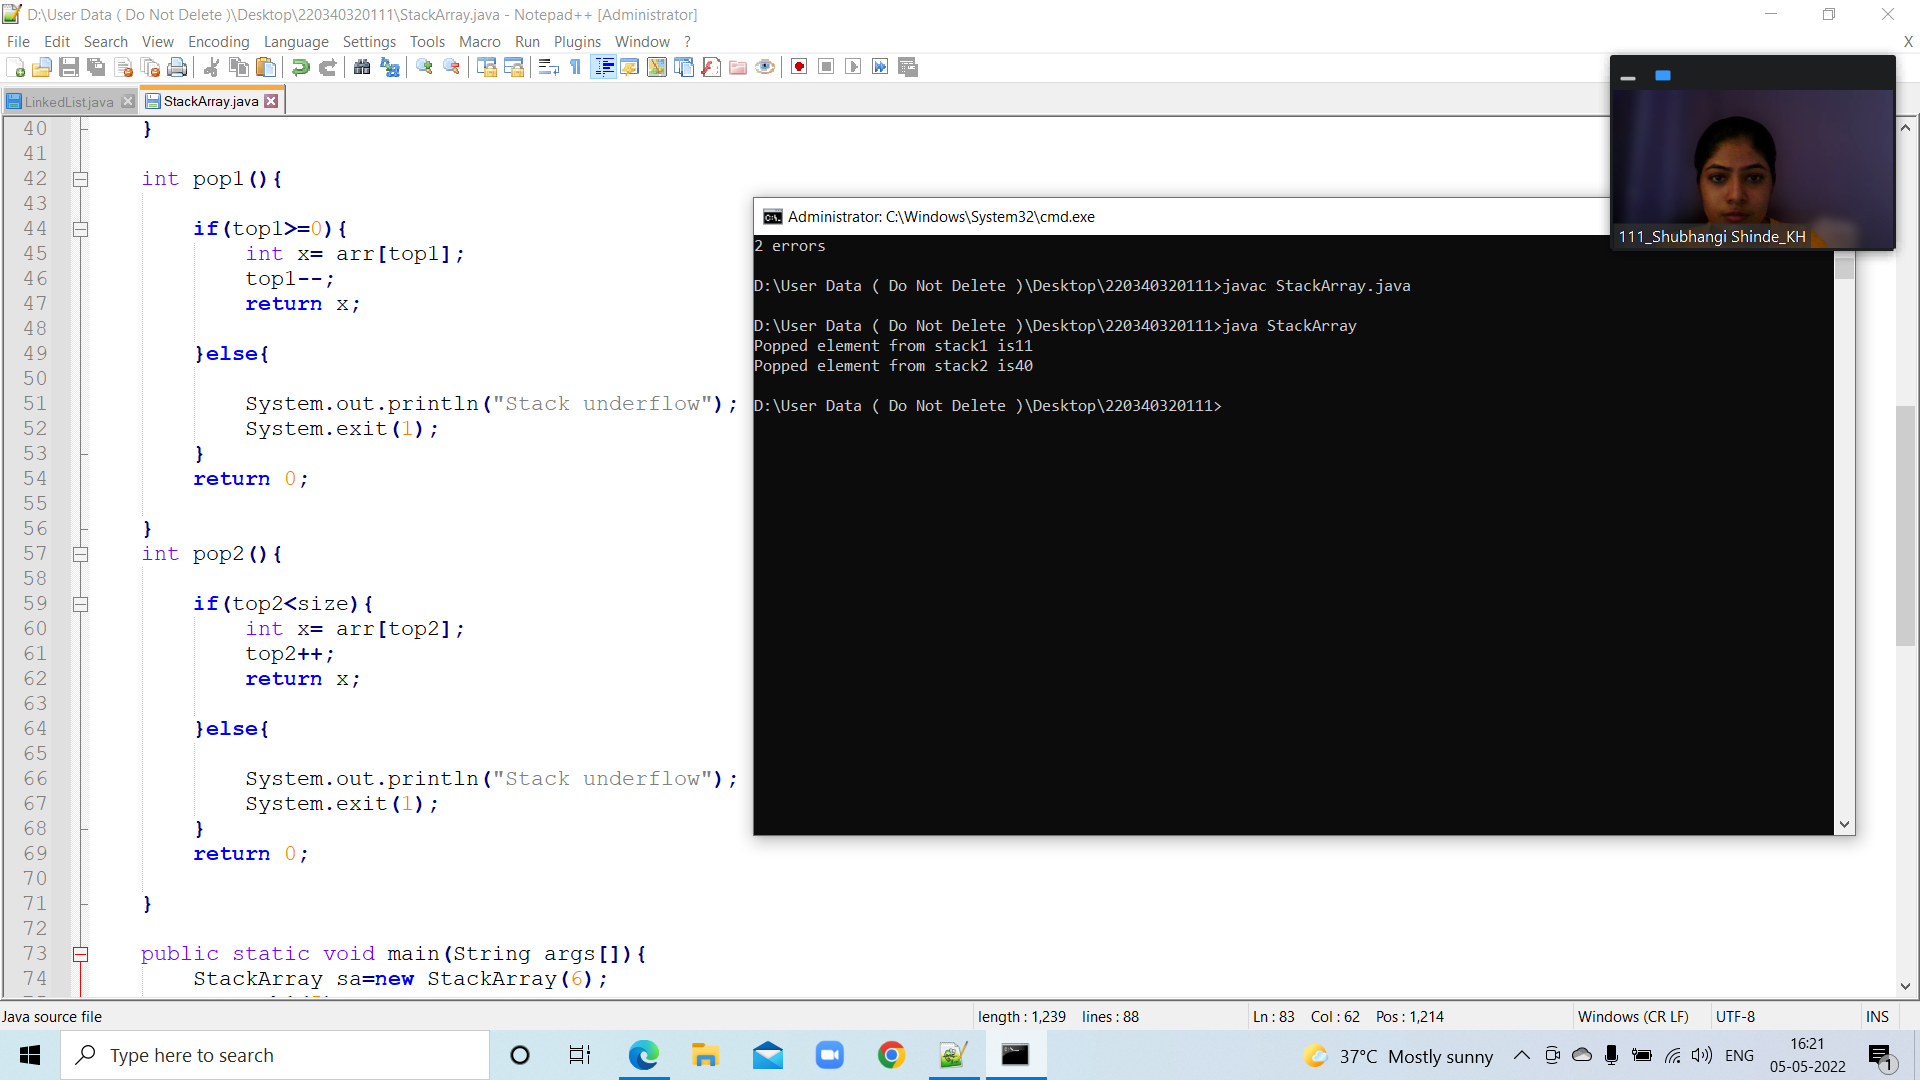 D:\User Data ( Do Not Delete )\Desktop\220340320111\StackArray.java - Notepad++ [Administrator]
File Edit Search View Encoding Language Settings Tools Macro Run Plugins Window ? X
LinkedList.java StackArray.java
40 }
41
42 int pop1(){
43
44 if(top1>=0){
45 int x= arr[top1];
46 top1--;
47 return x;
48
49 }else{
50
51 System.out.println("Stack underflow");
52 System.exit(1);
53 }
54 return 0;
55
56 }
57 int pop2(){
58
59 if(top2<size){
60 int x= arr[top2];
61 top2++;
62 return x;
63
64 }else{
65
66 System.out.println("Stack underflow");
67 System.exit(1);
68 }
69 return 0;
70
71 }
72
73 public static void main(String args[]){
74 StackArray sa=new StackArray(6);
Administrator: C:\Windows\System32\cmd.exe
2 errors
D:\User Data ( Do Not Delete )\Desktop\220340320111>javac StackArray.java
D:\User Data ( Do Not Delete )\Desktop\220340320111>java StackArray
Popped element from stack1 is11
Popped element from stack2 is40
D:\User Data ( Do Not Delete )\Desktop\220340320111>
111_Shubhangi Shinde_KH
Java source file length : 1,239 lines : 88 Ln : 83 Col : 62 Pos : 1,214 Windows (CR LF) UTF-8 INS
Type here to search
37°C Mostly sunny
ENG
16:21
05-05-2022
1